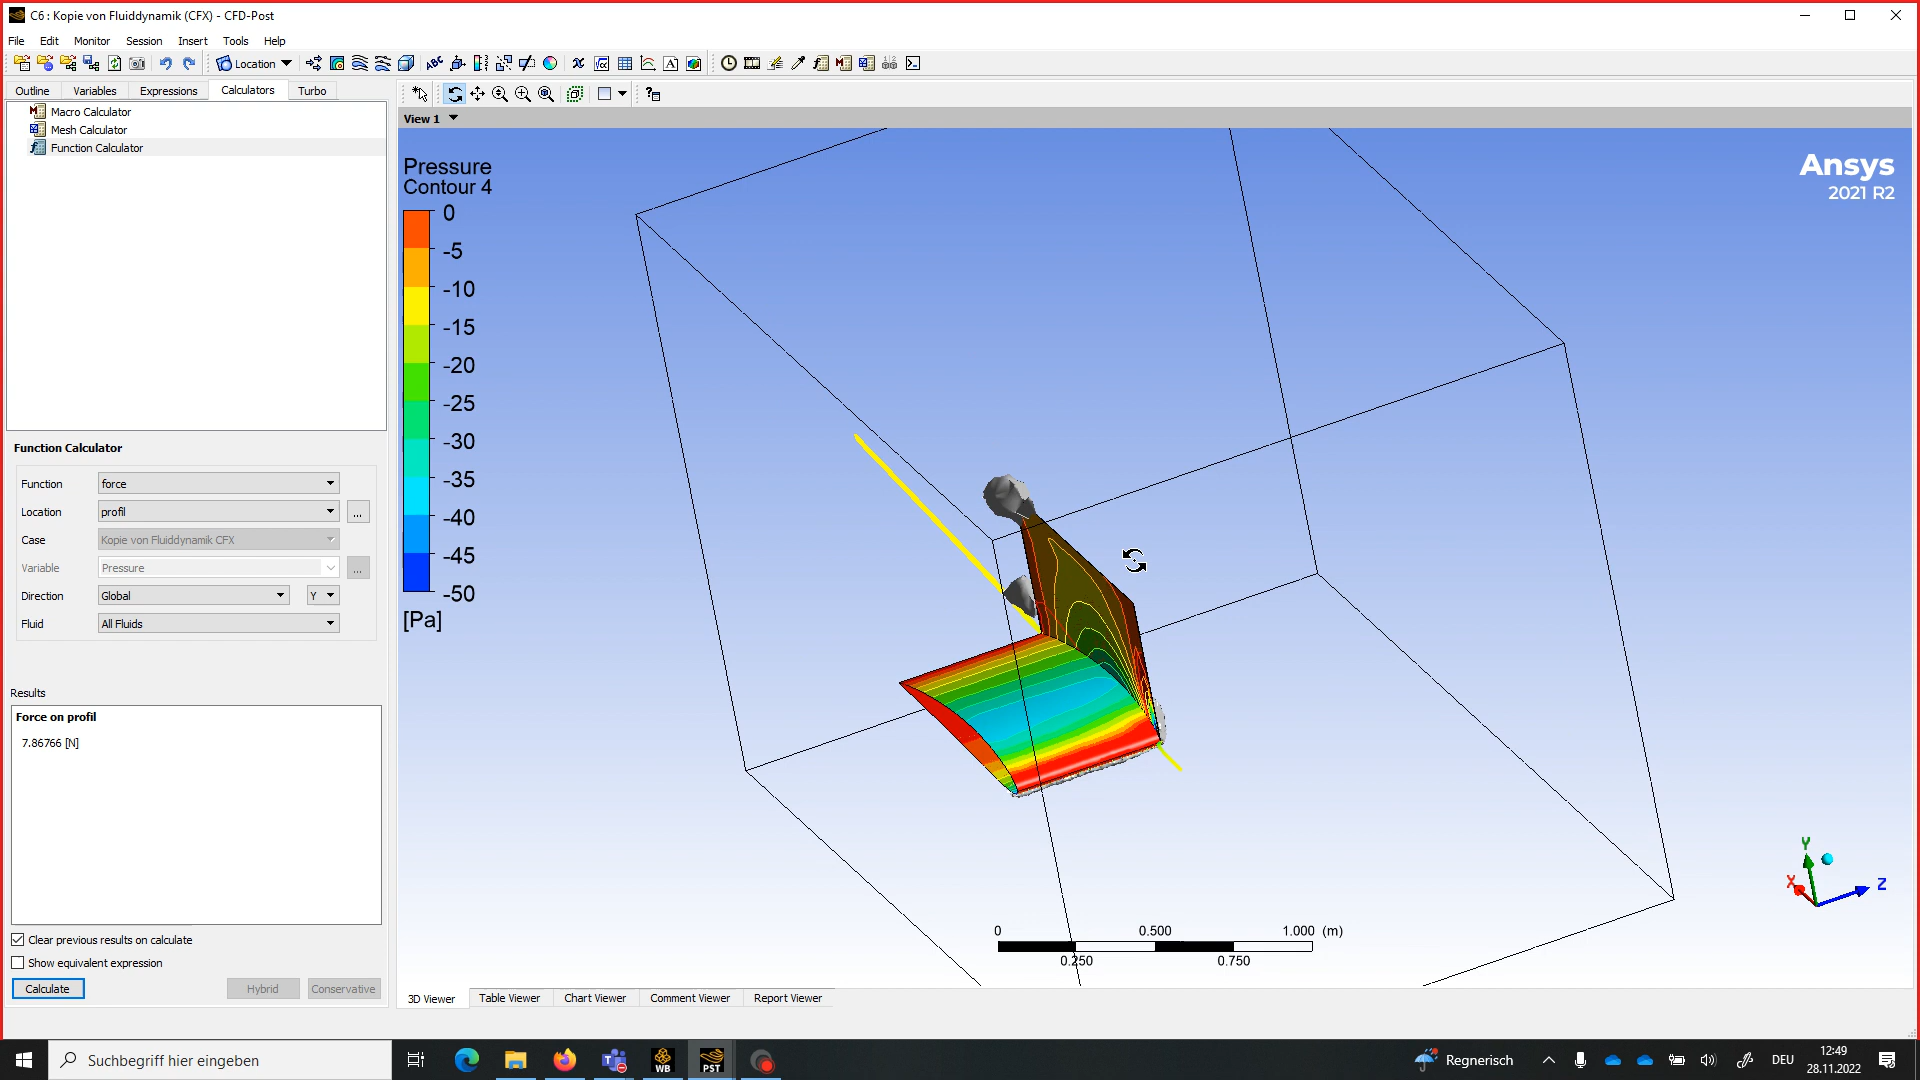 C6 : Kopie von Fluiddynamik (CFX) - CFD-Post
File Edit Monitor Session Insert Tools Help
Location
Outline Variables Expressions Calculators Turbo
Macro Calculator
Mesh Calculator
Function Calculator
View 1
Pressure
Contour 4
0
-5
-10
-15
-20
-25
-30
-35
-40
-45
-50
[Pa]
Ansys
2021 R2
Function Calculator
Function force
Location profil ...
Case Kopie von Fluiddynamik CFX
Variable Pressure ...
Direction Global Y
Fluid All Fluids
Results
Force on profil
7.86766 [N]
Clear previous results on calculate
Show equivalent expression
Calculate Hybrid Conservative
Y
X
Z
0 0.500 1.000 (m)
0.250 0.750
3D Viewer Table Viewer Chart Viewer Comment Viewer Report Viewer
Suchbegriff hier eingeben
WB
PST
Regnerisch
DEU
12:49
28.11.2022